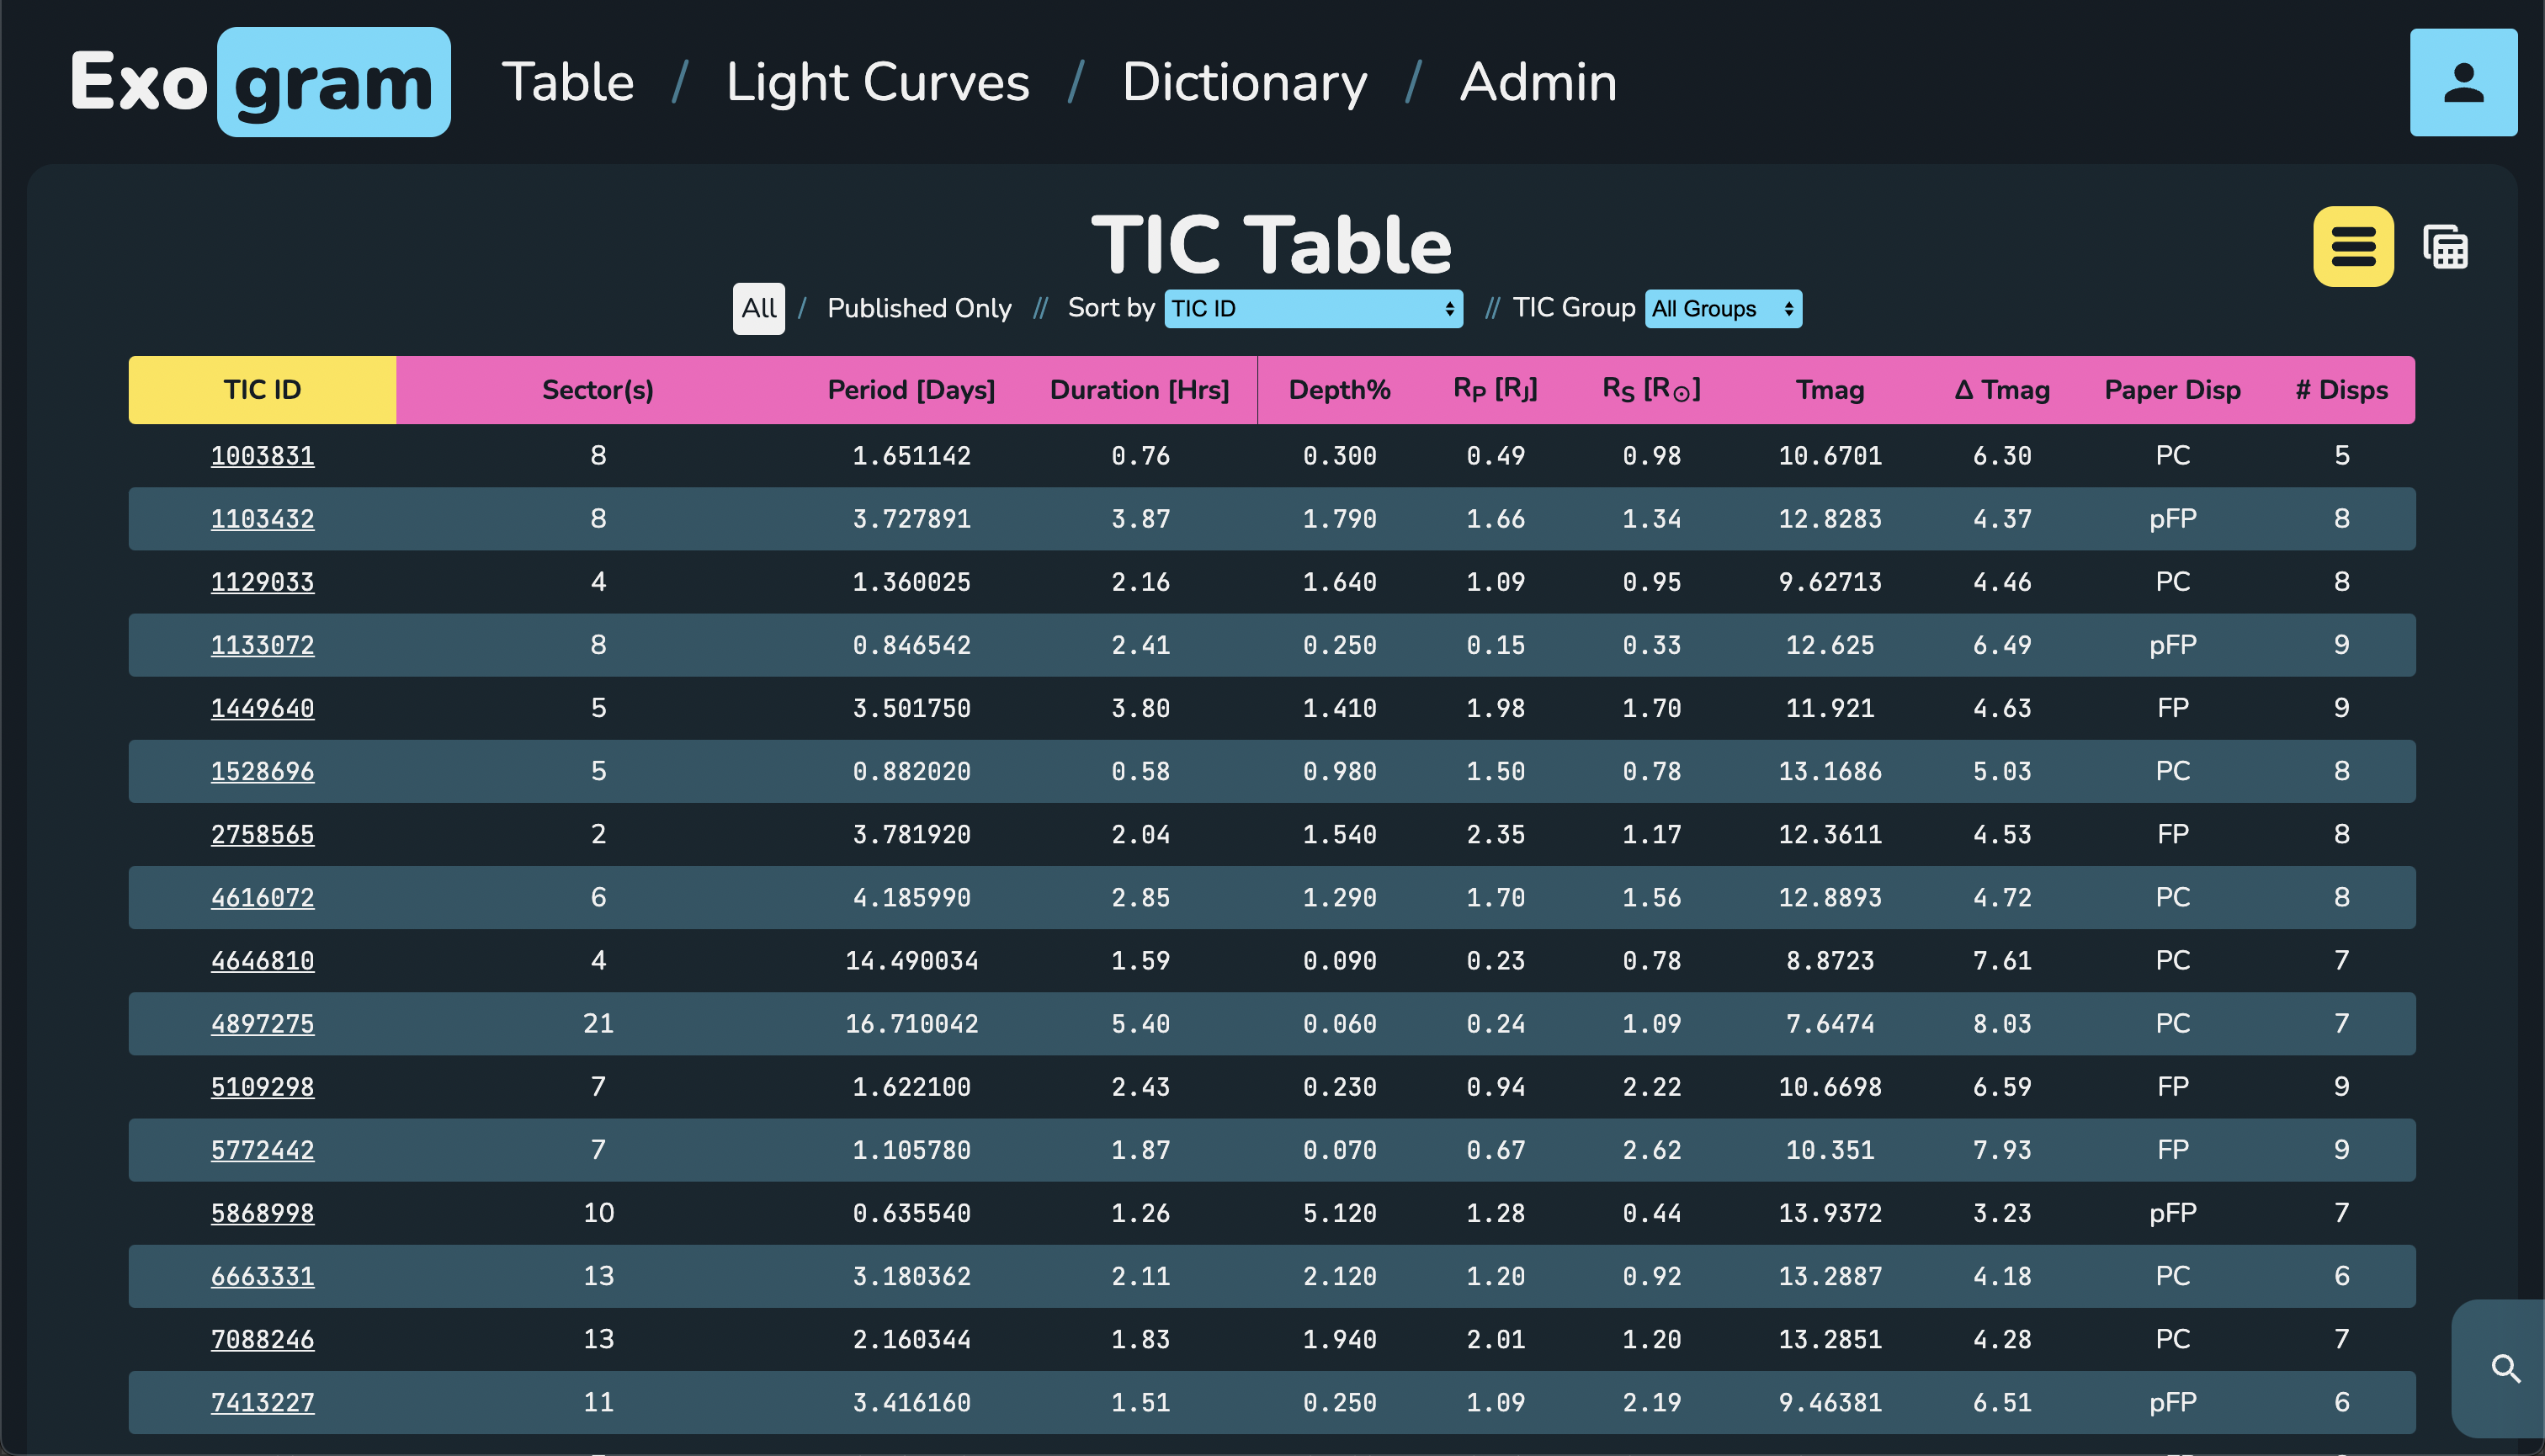 Exogram Table / Light Curves / Dictionary / Admin
TIC Table
All / Published Only // Sort by TIC ID // TIC Group All Groups
TIC ID Sector(s) Period [Days] Duration [Hrs] Depth% RP [RJ] RS [R⊙] Tmag Δ Tmag Paper Disp # Disps
1003831 8 1.651142 0.76 0.300 0.49 0.98 10.6701 6.30 PC 5
1103432 8 3.727891 3.87 1.790 1.66 1.34 12.8283 4.37 pFP 8
1129033 4 1.360025 2.16 1.640 1.09 0.95 9.62713 4.46 PC 8
1133072 8 0.846542 2.41 0.250 0.15 0.33 12.625 6.49 pFP 9
1449640 5 3.501750 3.80 1.410 1.98 1.70 11.921 4.63 FP 9
1528696 5 0.882020 0.58 0.980 1.50 0.78 13.1686 5.03 PC 8
2758565 2 3.781920 2.04 1.540 2.35 1.17 12.3611 4.53 FP 8
4616072 6 4.185990 2.85 1.290 1.70 1.56 12.8893 4.72 PC 8
4646810 4 14.490034 1.59 0.090 0.23 0.78 8.8723 7.61 PC 7
4897275 21 16.710042 5.40 0.060 0.24 1.09 7.6474 8.03 PC 7
5109298 7 1.622100 2.43 0.230 0.94 2.22 10.6698 6.59 FP 9
5772442 7 1.105780 1.87 0.070 0.67 2.62 10.351 7.93 FP 9
5868998 10 0.635540 1.26 5.120 1.28 0.44 13.9372 3.23 pFP 7
6663331 13 3.180362 2.11 2.120 1.20 0.92 13.2887 4.18 PC 6
7088246 13 2.160344 1.83 1.940 2.01 1.20 13.2851 4.28 PC 7
7413227 11 3.416160 1.51 0.250 1.09 2.19 9.46381 6.51 pFP 6